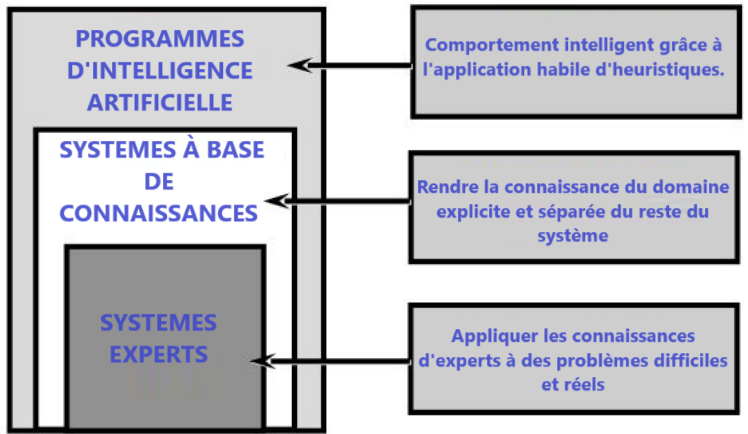 PROGRAMMES
D'INTELLIGENCE
ARTIFICIELLE
Comportement intelligent grâce à
l'application habile d'heuristiques.
SYSTEMES À BASE
DE
CONNAISSANCES
Rendre la connaissance du domaine
explicite et séparée du reste du
système
SYSTEMES
EXPERTS
Appliquer les connaissances
d'experts à des problèmes difficiles
et réels